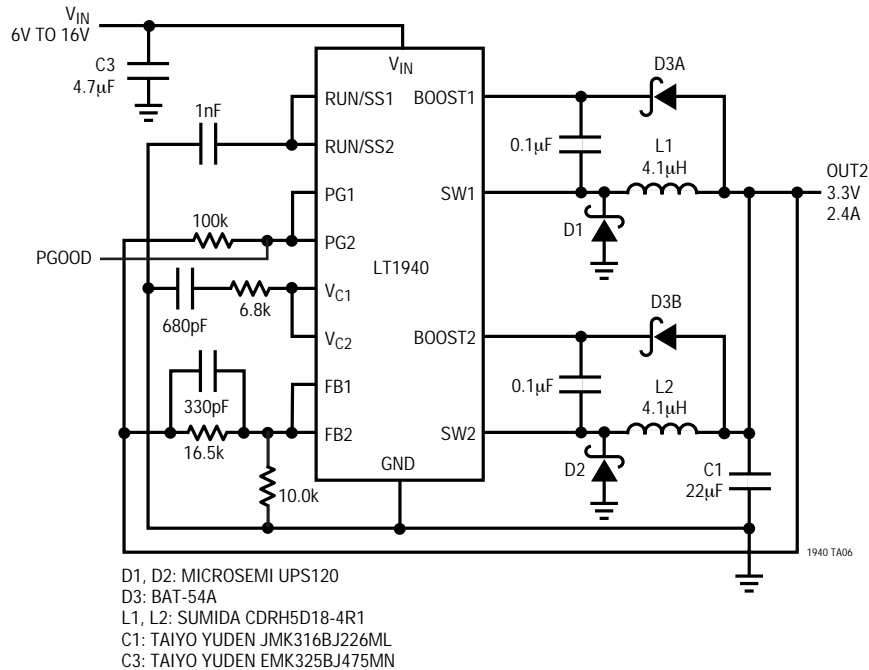 VIN
6V TO 16V
C3
4.7µF
1nF
VIN
RUN/SS1
RUN/SS2
PG1
PG2
VC1
VC2
FB1
FB2
GND
LT1940
BOOST1
SW1
BOOST2
SW2
100k
PGOOD
680pF
6.8k
330pF
16.5k
10.0k
D3A
0.1µF
L1
4.1µH
D1
OUT2
3.3V
2.4A
D3B
0.1µF
L2
4.1µH
D2
C1
22µF
1940 TA06
D1, D2: MICROSEMI UPS120
D3: BAT-54A
L1, L2: SUMIDA CDRH5D18-4R1
C1: TAIYO YUDEN JMK316BJ226ML
C3: TAIYO YUDEN EMK325BJ475MN